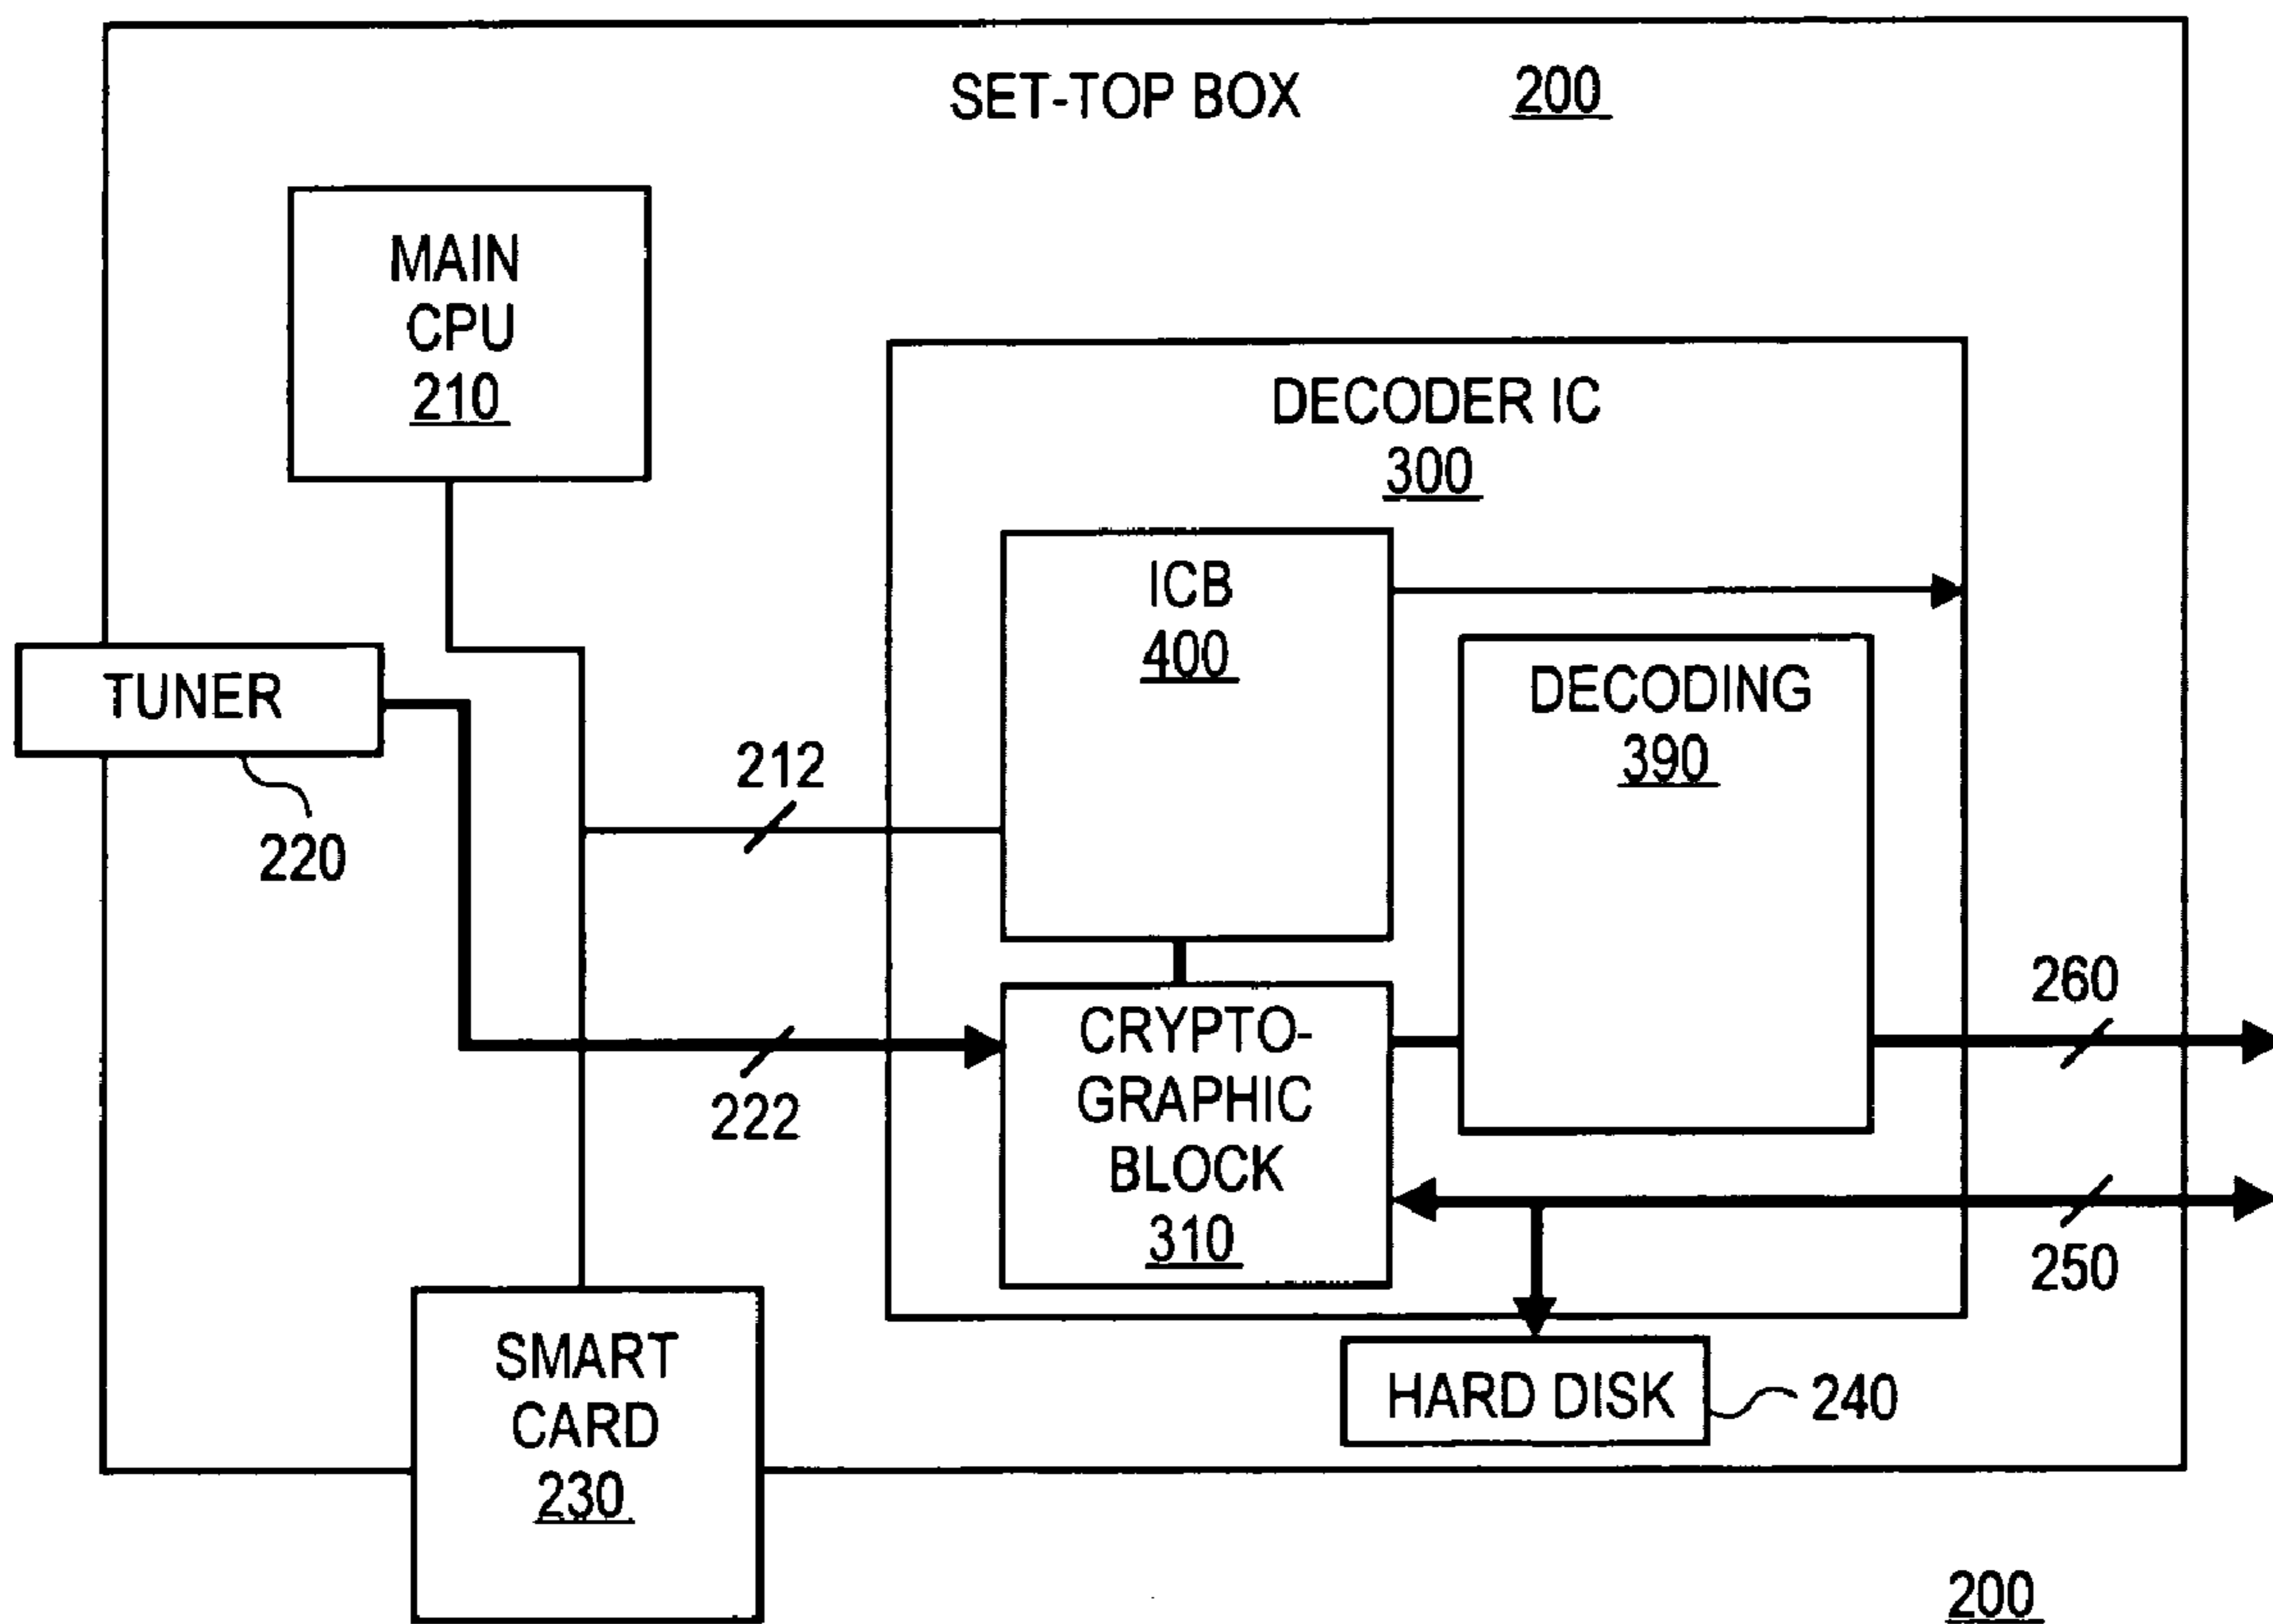 SET-TOP BOX 200
MAIN
CPU
210
DECODER IC
300
ICB
400
TUNER
DECODING
390
212
220
260
CRYPTO-
GRAPHIC
BLOCK
310
222
250
SMART
CARD
230
HARD DISK
240
200